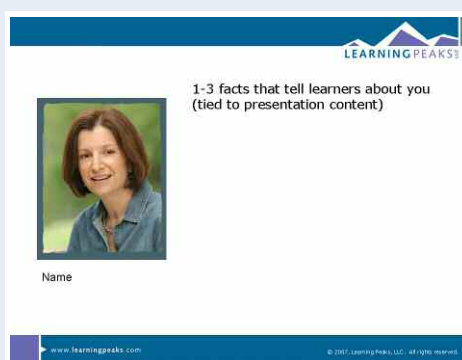 LEARNINGPEAKS LLC
1-3 facts that tell learners about you
(tied to presentation content)
Name
www.learningpeaks.com
© 2007, Learning Peaks, LLC. All rights reserved.